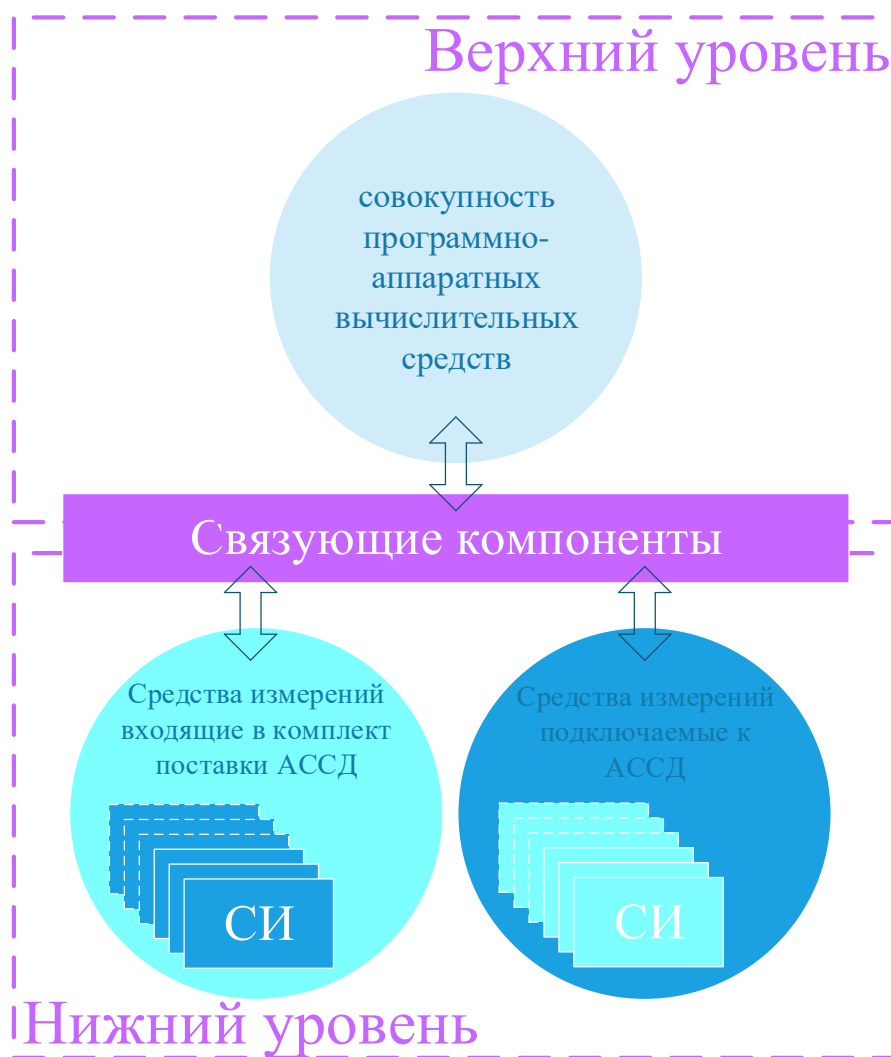 Верхний уровень
совокупность
программно-
аппаратных
вычислительных
средств
Связующие компоненты
Средства измерений
входящие в комплект
поставки АССД
СИ
Средства измерений
подключаемые к
АССД
СИ
Нижний уровень